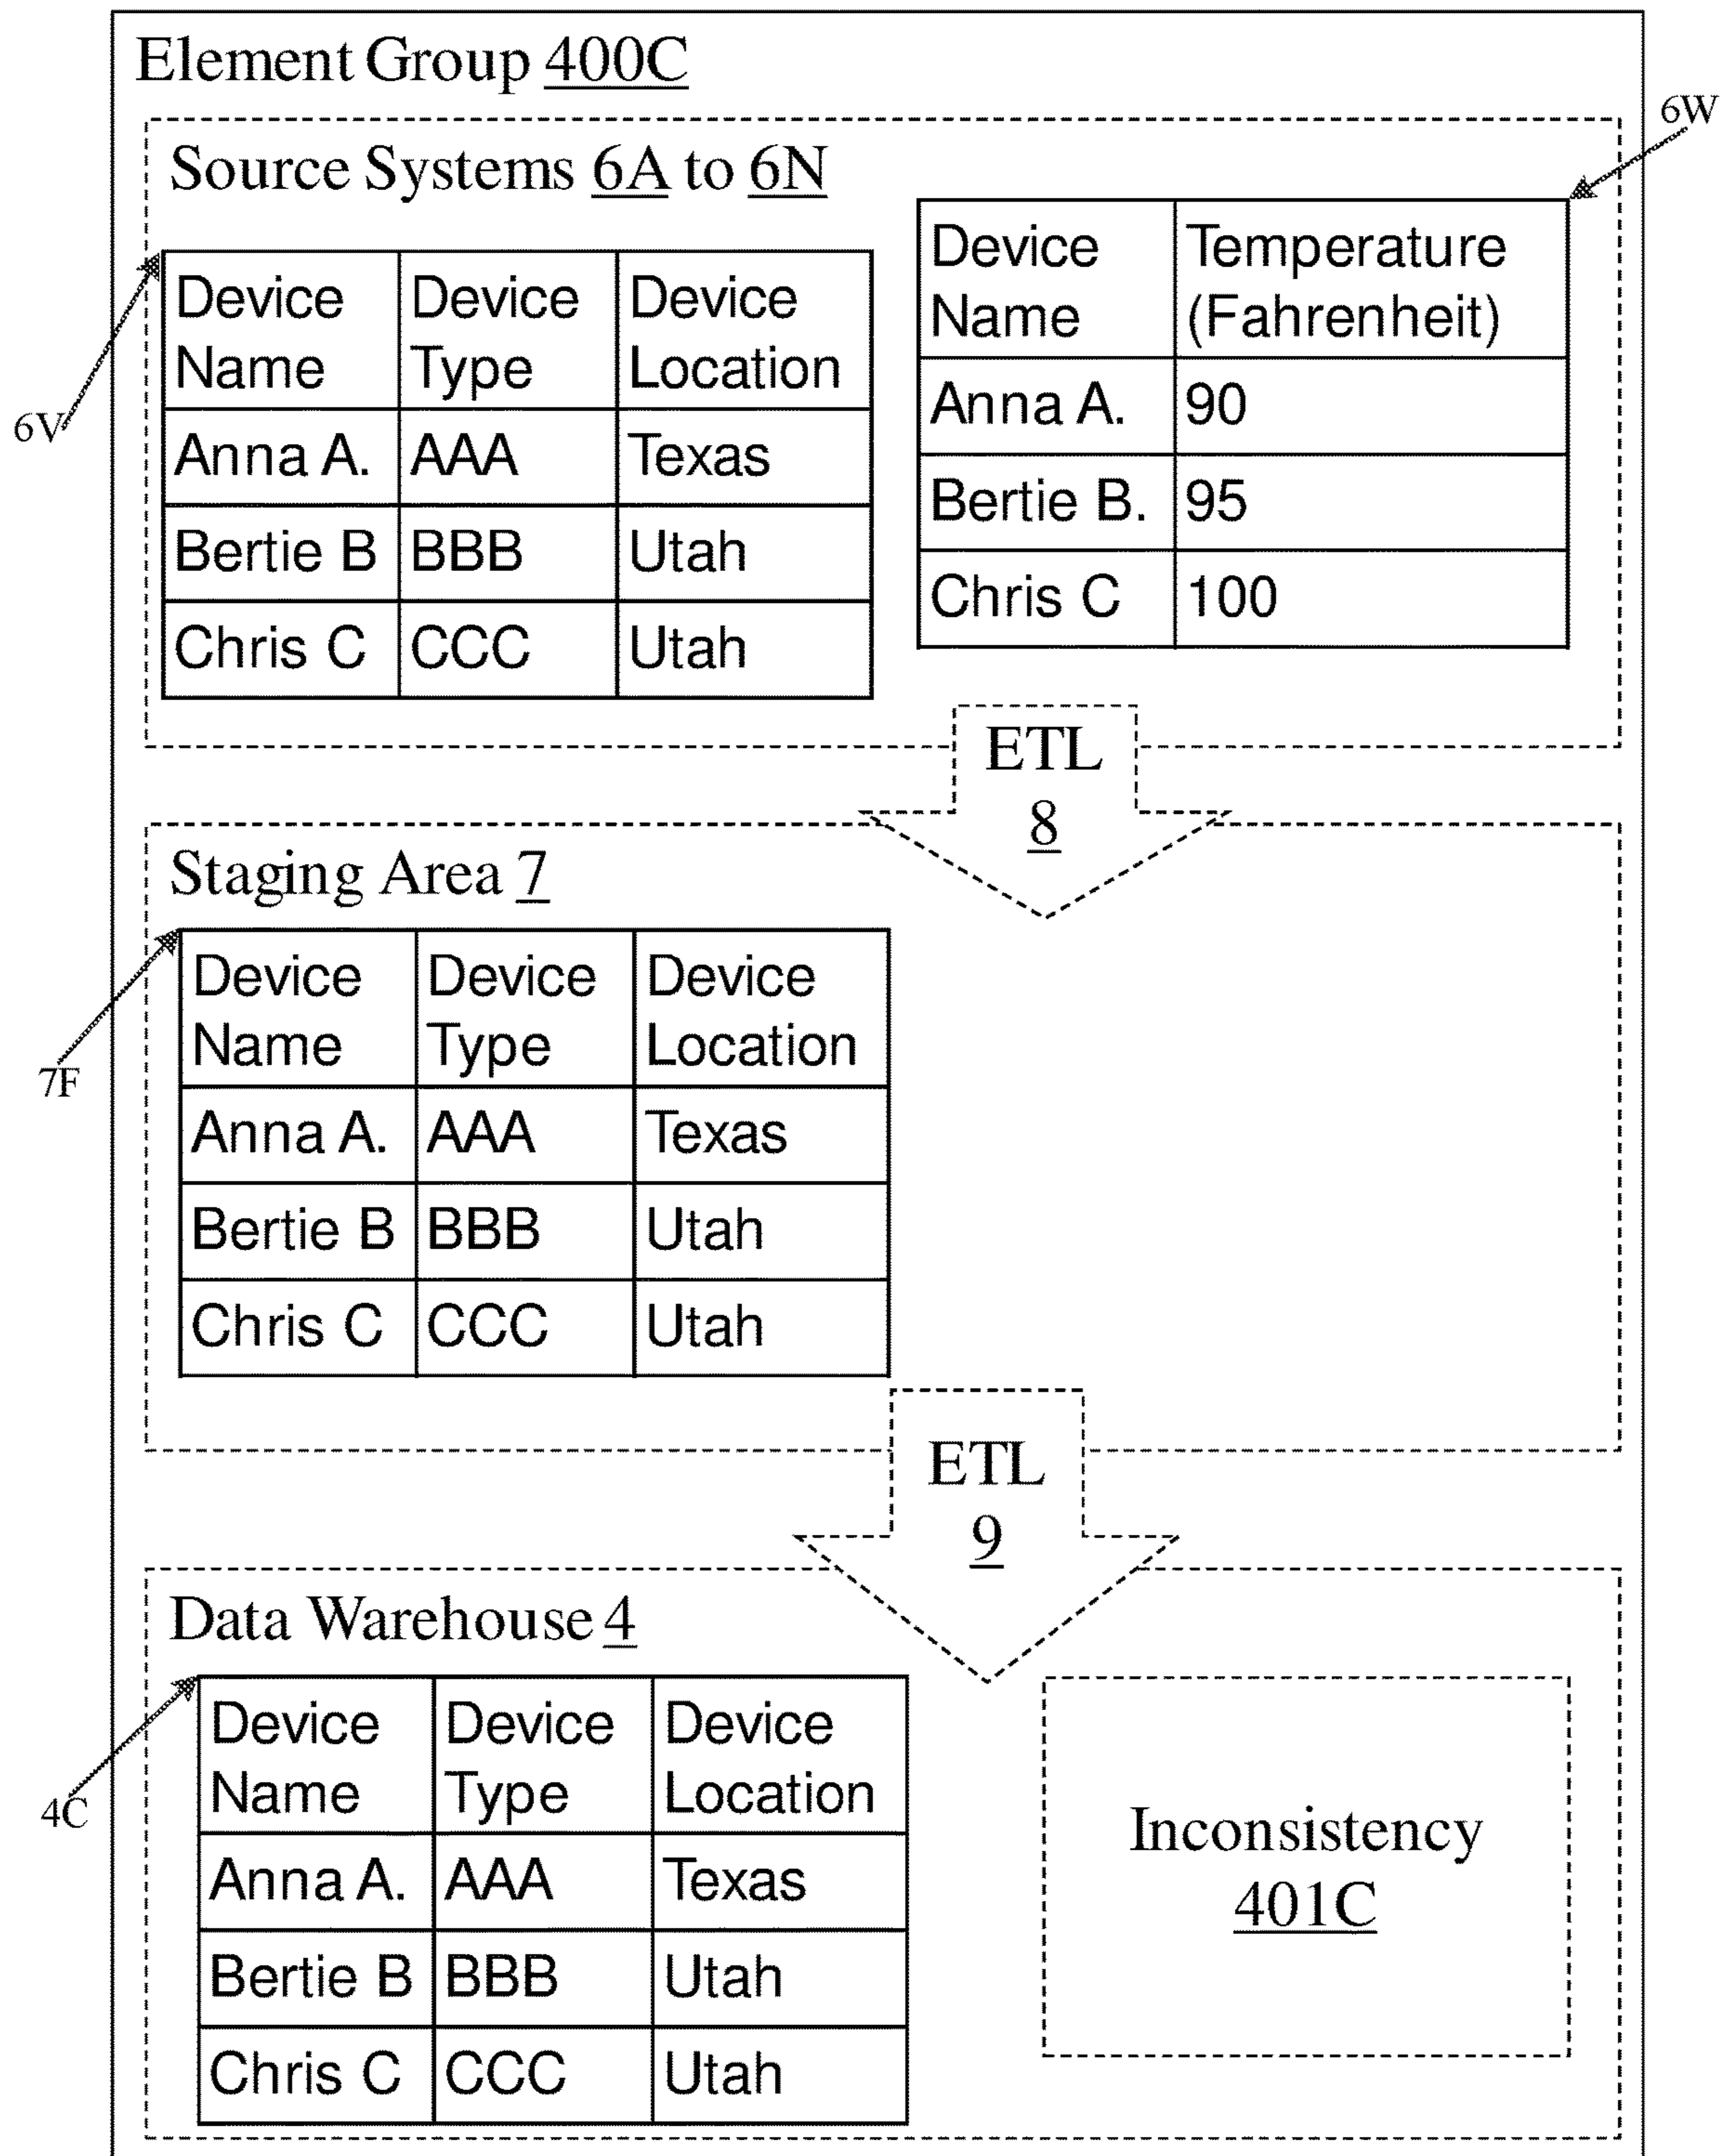 Element Group 400C
6W
Source Systems 6A to 6N
Device Device Device
Name Type Location
6V
Anna A. AAA Texas
Bertie B BBB Utah
Chris C CCC Utah
Device Temperature
Name (Fahrenheit)
Anna A. 90
Bertie B. 95
Chris C 100
ETL
8
Staging Area 7
Device Device Device
Name Type Location
7F
Anna A. AAA Texas
Bertie B BBB Utah
Chris C CCC Utah
ETL
9
Data Warehouse 4
Device Device Device
Name Type Location
4C
Anna A. AAA Texas
Bertie B BBB Utah
Chris C CCC Utah
Inconsistency
401C